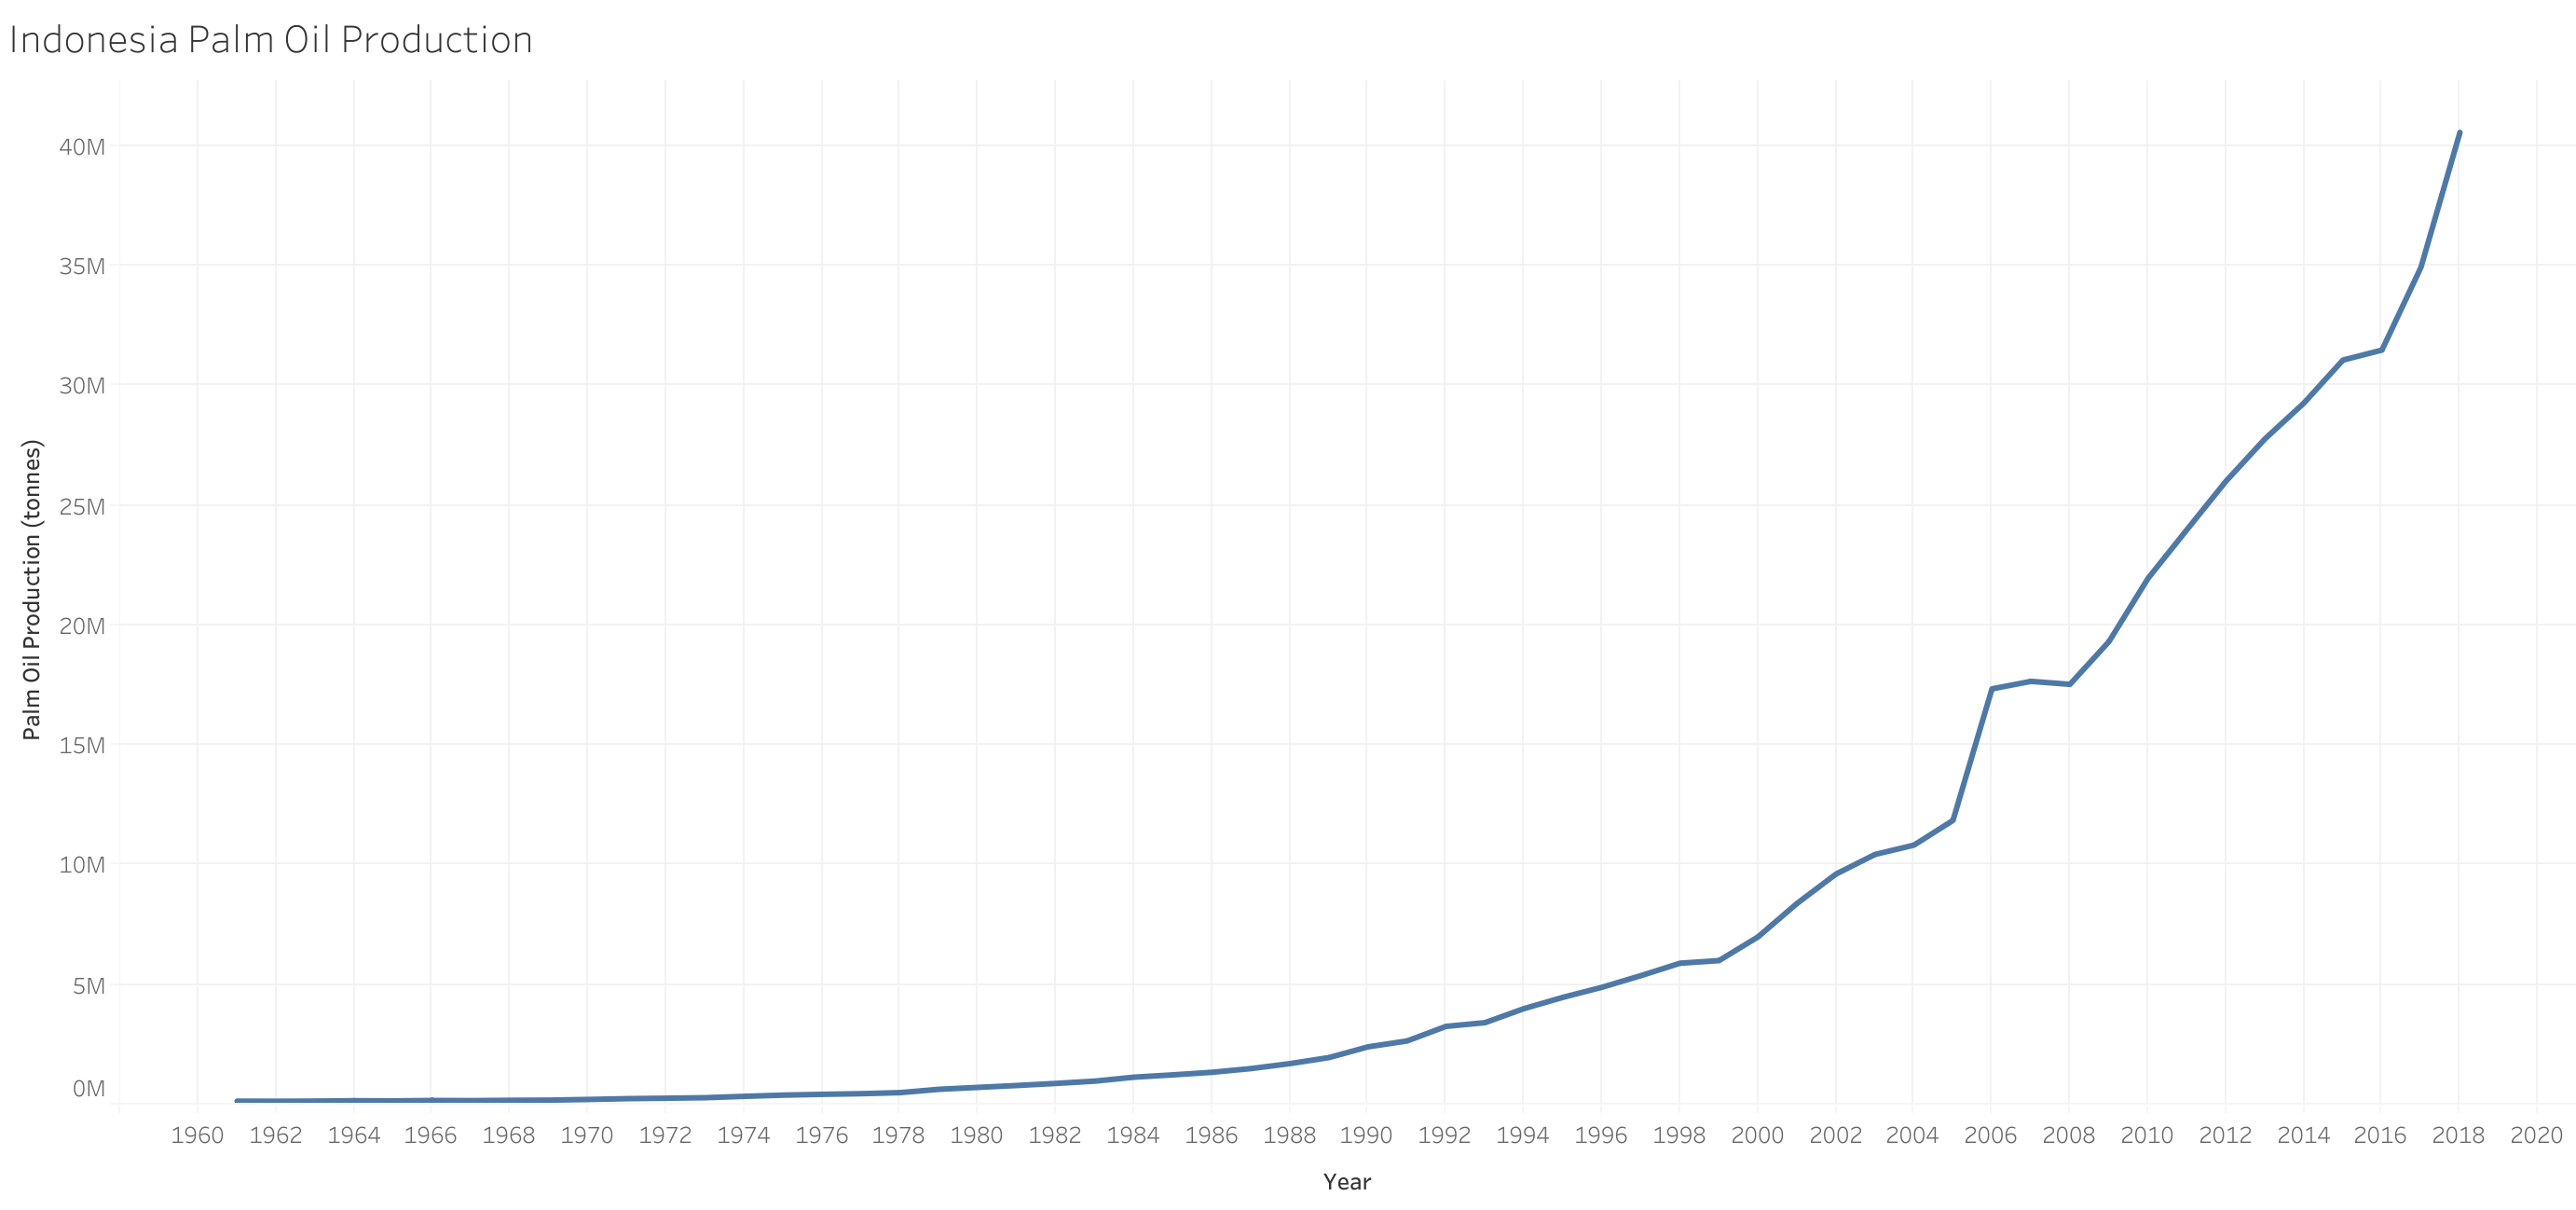 Indonesia Palm Oil Production
Palm Oil Production (tonnes)
40M
35M
30M
25M
20M
15M
10M
5M
0M
1960 1962 1964 1966 1968 1970 1972 1974 1976 1978 1980 1982 1984 1986 1988 1990 1992 1994 1996 1998 2000 2002 2004 2006 2008 2010 2012 2014 2016 2018 2020
Year